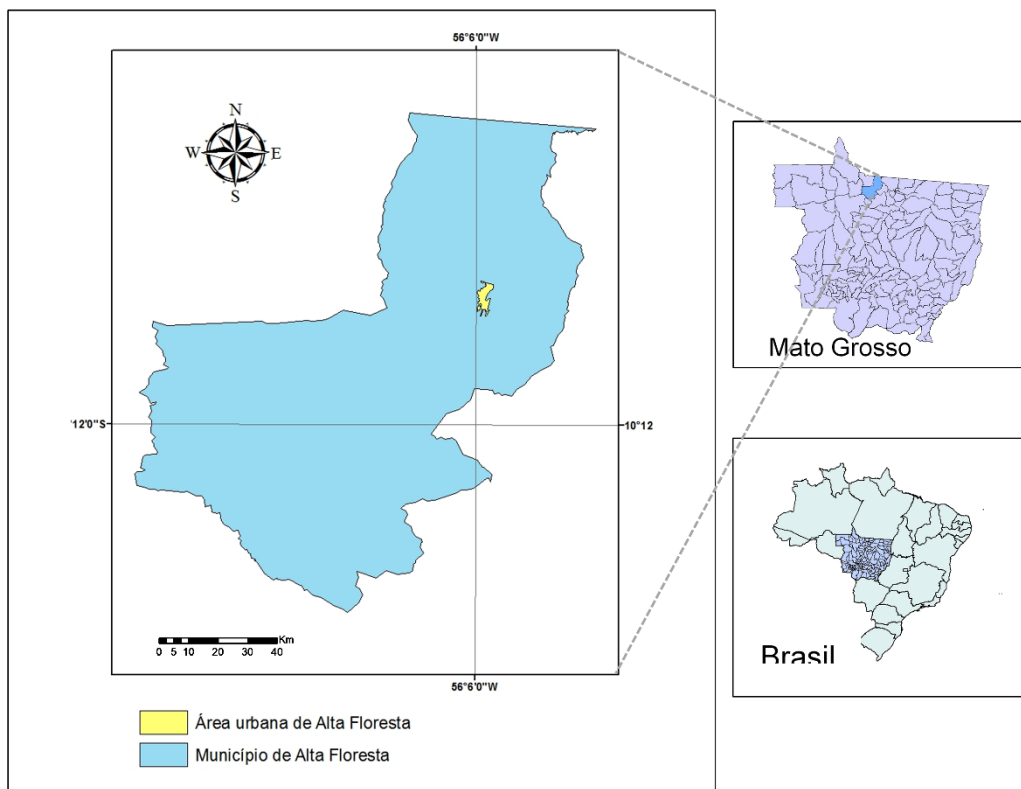 56°6'0"W
N
W E
S
'12'0"S
10°12
Km
0 5 10 20 30 40
56°6'0"W
Área urbana de Alta Floresta
Município de Alta Floresta
Mato Grosso
Brasil